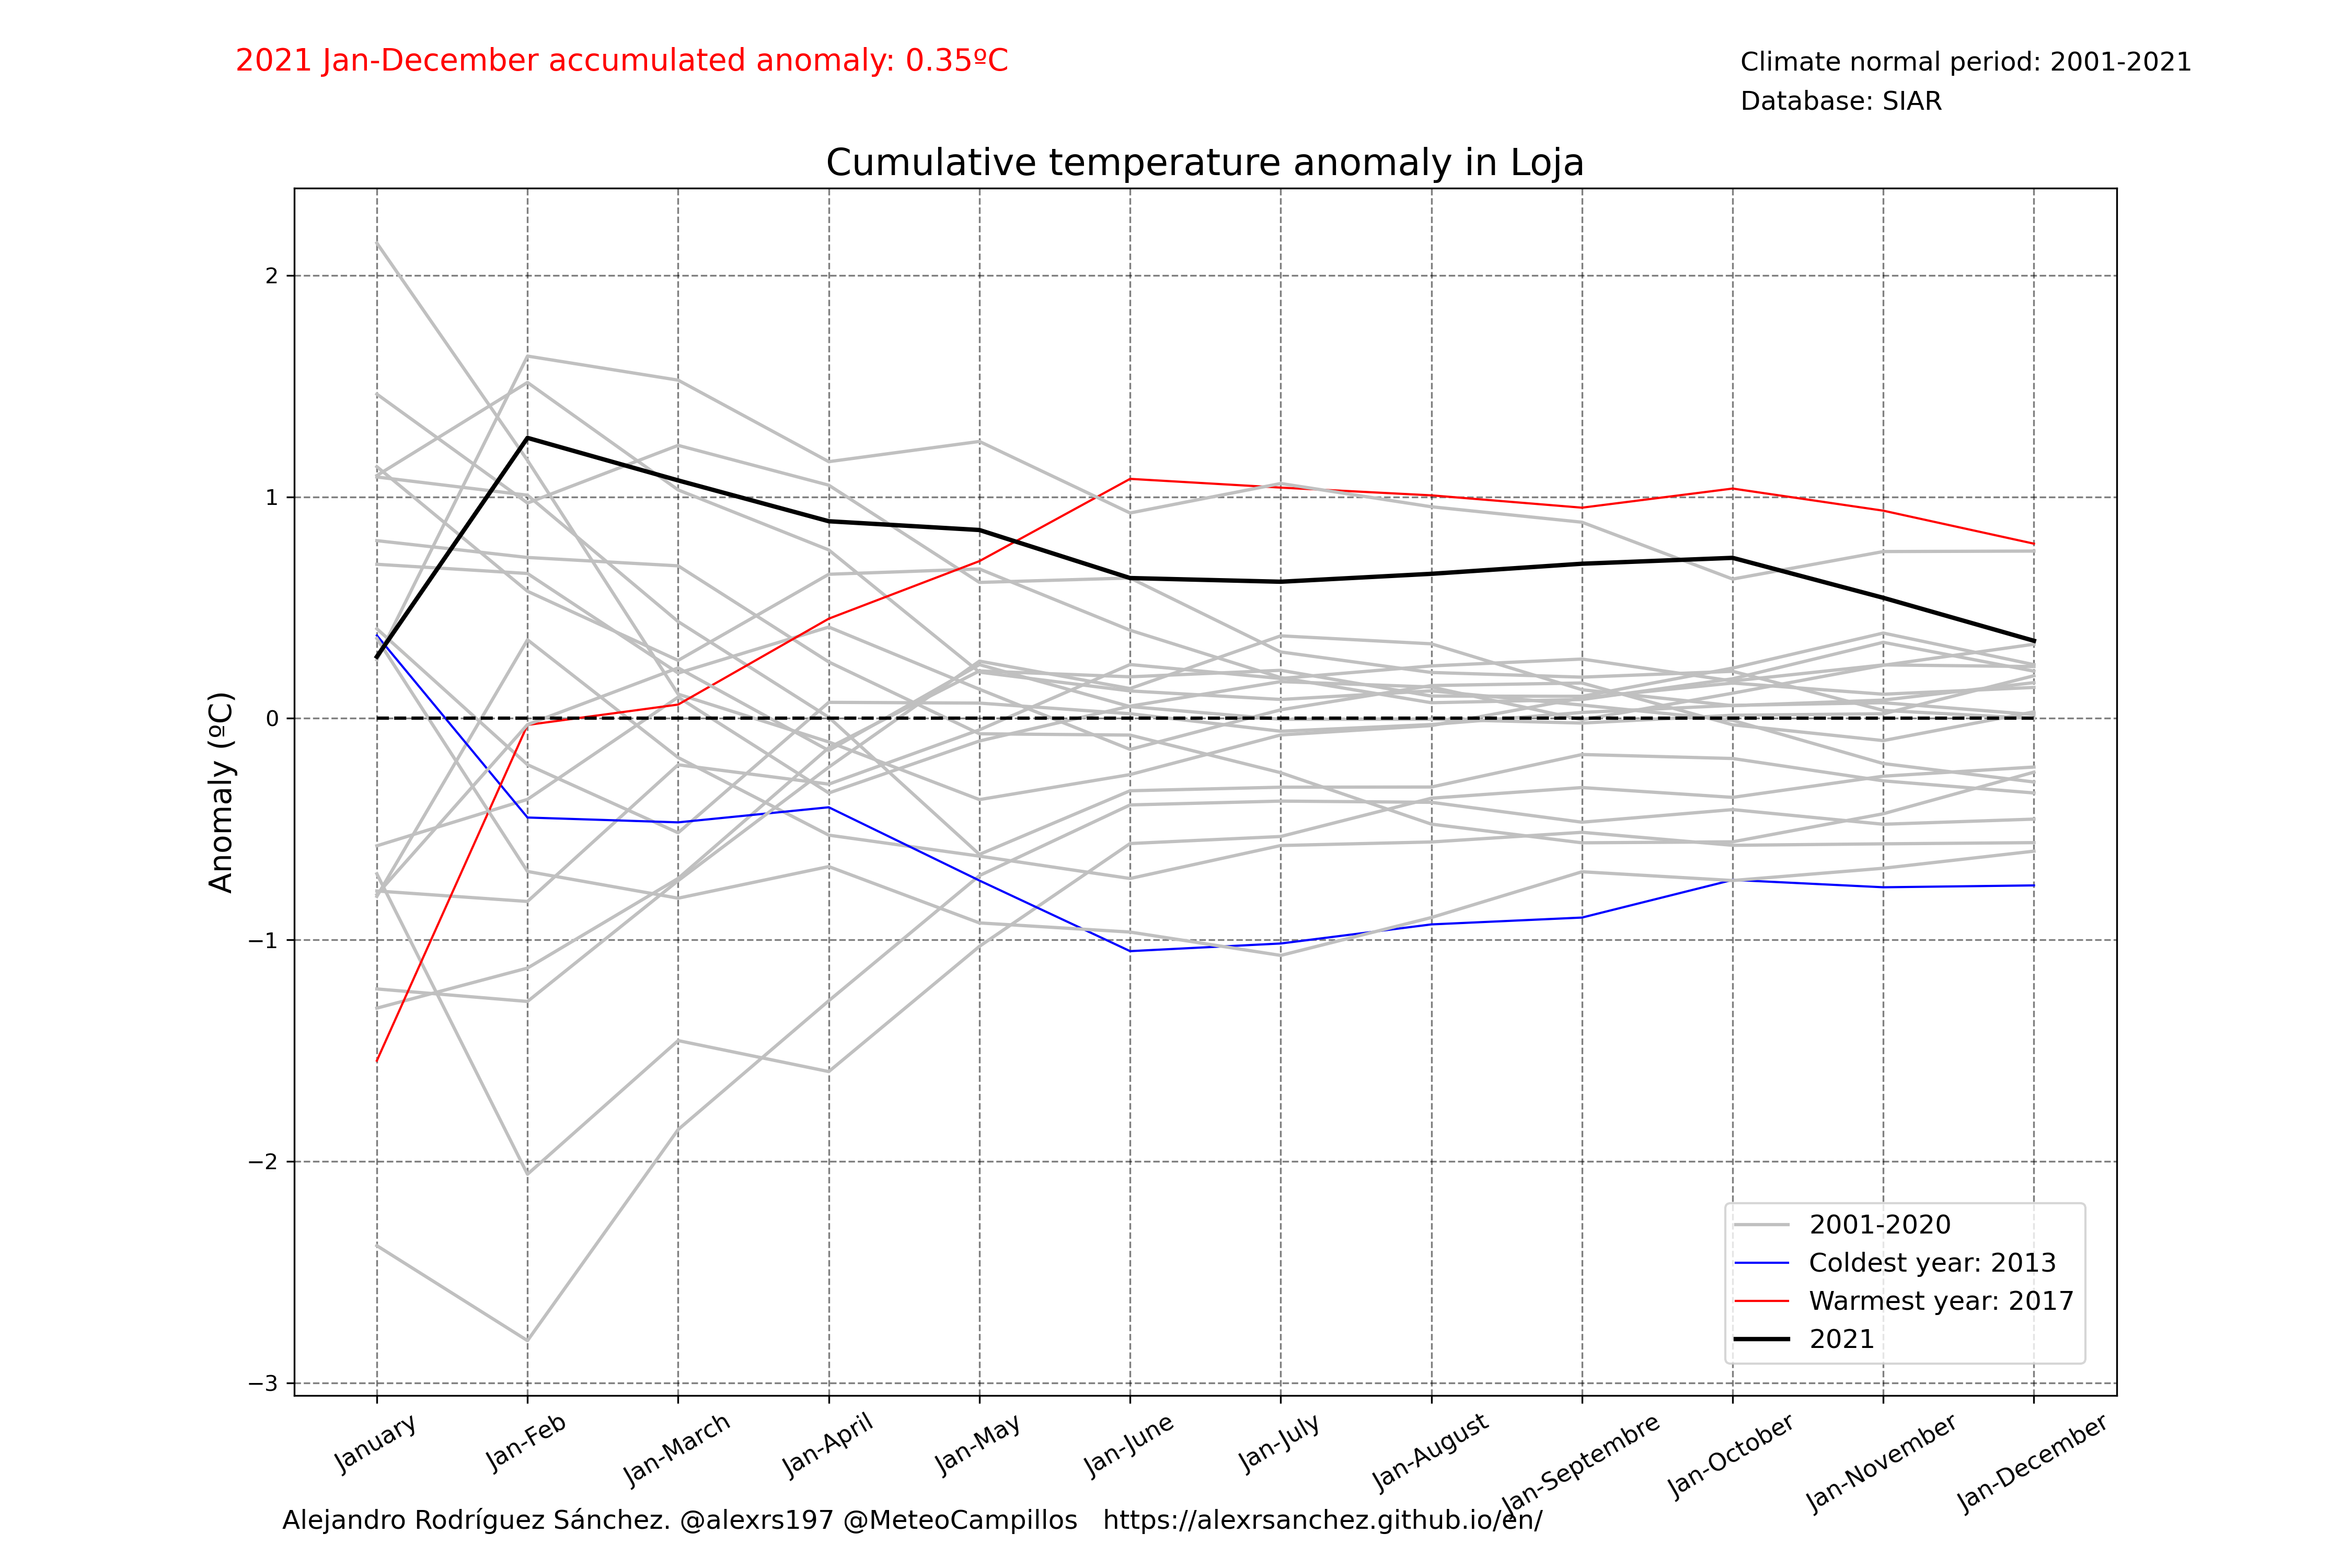 2021 Jan-December accumulated anomaly: 0.35ºC
Climate normal period: 2001-2021
Database: SIAR
Cumulative temperature anomaly in Loja
Anomaly (ºC)
2
1
0
−1
−2
−3
2001-2020
Coldest year: 2013
Warmest year: 2017
2021
January
Jan-Feb
Jan-March
Jan-April
Jan-May
Jan-June
Jan-July
Jan-August
Jan-Septembre
Jan-October
Jan-November
Jan-December
Alejandro Rodríguez Sánchez. @alexrs197 @MeteoCampillos   https://alexrsanchez.github.io/en/